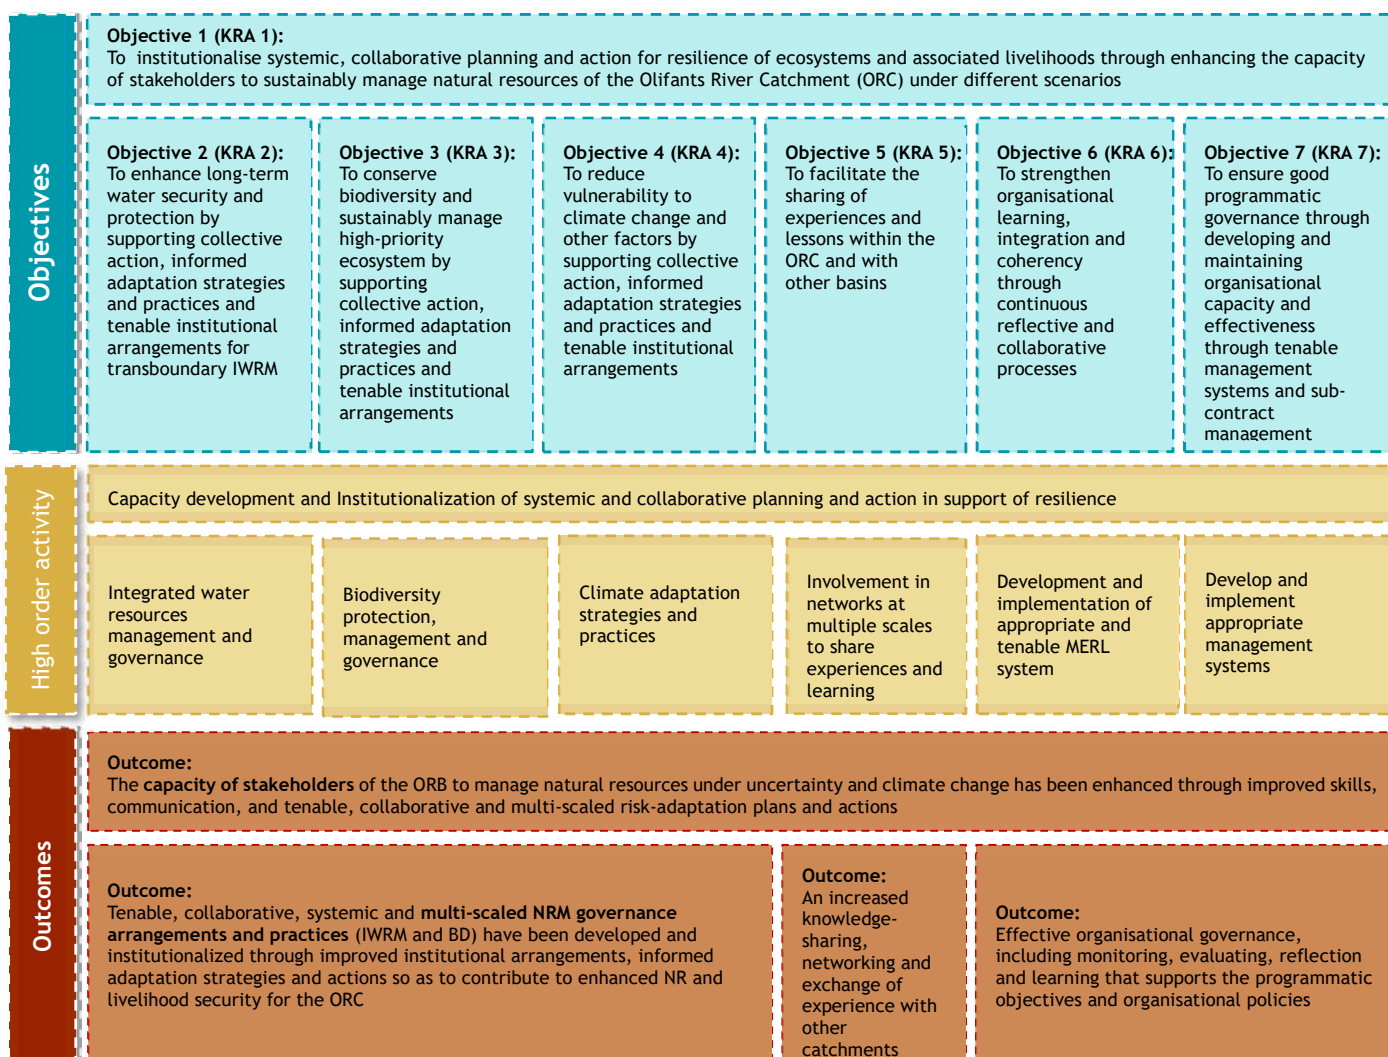 Objectives
Objective 1 (KRA 1):
To institutionalise systemic, collaborative planning and action for resilience of ecosystems and associated livelihoods through enhancing the capacity
of stakeholders to sustainably manage natural resources of the Olifants River Catchment (ORC) under different scenarios
Objective 2 (KRA 2):
To enhance long-term
water security and
protection by
supporting collective
action, informed
adaptation strategies
and practices and
tenable institutional
arrangements for
transboundary IWRM
Objective 3 (KRA 3):
To conserve
biodiversity and
sustainably manage
high-priority
ecosystem by
supporting
collective action,
informed adaptation
strategies and
practices and
tenable institutional
arrangements
Objective 4 (KRA 4):
To reduce
vulnerability to
climate change and
other factors by
supporting collective
action, informed
adaptation strategies
and practices and
tenable institutional
arrangements
Objective 5 (KRA 5):
To facilitate the
sharing of
experiences and
lessons within the
ORC and with
other basins
Objective 6 (KRA 6):
To strengthen
organisational
learning,
integration and
coherency
through
continuous
reflective and
collaborative
processes
Objective 7 (KRA 7):
To ensure good
programmatic
governance through
developing and
maintaining
organisational
capacity and
effectiveness
through tenable
management
systems and sub-
contract
management
High order activity
Capacity development and Institutionalization of systemic and collaborative planning and action in support of resilience
Integrated water
resources
management and
governance
Biodiversity
protection,
management and
governance
Climate adaptation
strategies and
practices
Involvement in
networks at
multiple scales
to share
experiences and
learning
Development and
implementation of
appropriate and
tenable MERL
system
Develop and
implement
appropriate
management
systems
Outcomes
Outcome:
The capacity of stakeholders of the ORB to manage natural resources under uncertainty and climate change has been enhanced through improved skills,
communication, and tenable, collaborative and multi-scaled risk-adaptation plans and actions
Outcome:
Tenable, collaborative, systemic and multi-scaled NRM governance
arrangements and practices (IWRM and BD) have been developed and
institutionalized through improved institutional arrangements, informed
adaptation strategies and actions so as to contribute to enhanced NR and
livelihood security for the ORC
Outcome:
An increased
knowledge-
sharing,
networking and
exchange of
experience with
other
catchments
Outcome:
Effective organisational governance,
including monitoring, evaluating, reflection
and learning that supports the programmatic
objectives and organisational policies